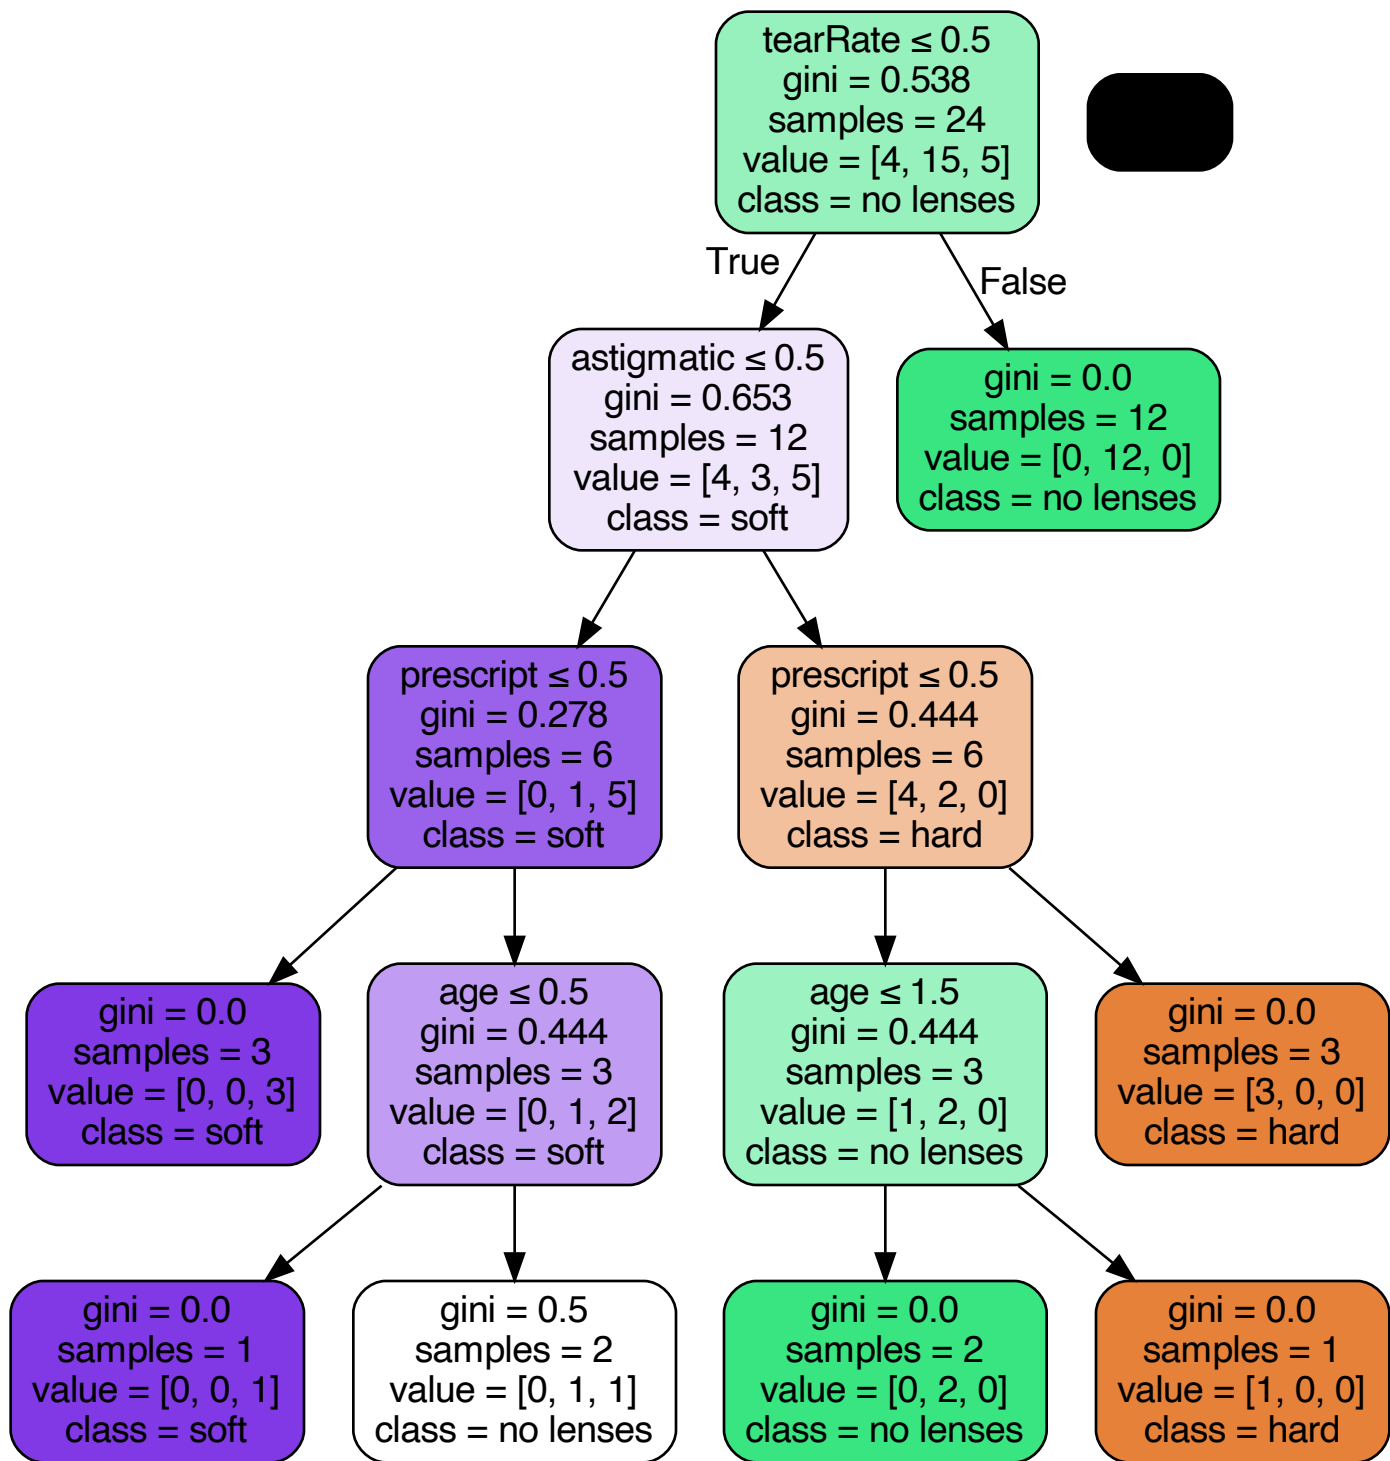 tearRate ≤ 0.5
gini = 0.538
samples = 24
value = [4, 15, 5]
class = no lenses
True
False
astigmatic ≤ 0.5
gini = 0.653
samples = 12
value = [4, 3, 5]
class = soft
gini = 0.0
samples = 12
value = [0, 12, 0]
class = no lenses
prescript ≤ 0.5
gini = 0.278
samples = 6
value = [0, 1, 5]
class = soft
prescript ≤ 0.5
gini = 0.444
samples = 6
value = [4, 2, 0]
class = hard
gini = 0.0
samples = 3
value = [0, 0, 3]
class = soft
age ≤ 0.5
gini = 0.444
samples = 3
value = [0, 1, 2]
class = soft
age ≤ 1.5
gini = 0.444
samples = 3
value = [1, 2, 0]
class = no lenses
gini = 0.0
samples = 3
value = [3, 0, 0]
class = hard
gini = 0.0
samples = 1
value = [0, 0, 1]
class = soft
gini = 0.5
samples = 2
value = [0, 1, 1]
class = no lenses
gini = 0.0
samples = 2
value = [0, 2, 0]
class = no lenses
gini = 0.0
samples = 1
value = [1, 0, 0]
class = hard